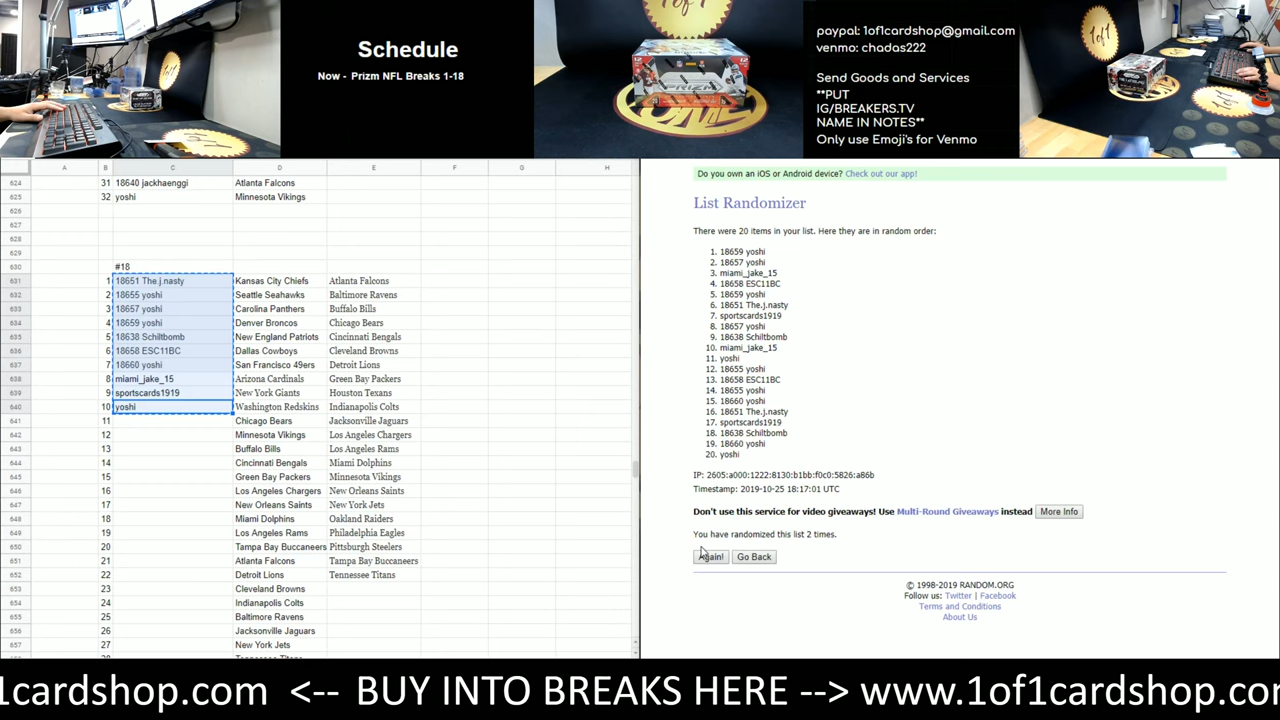 Schedule
Now - Prizm NFL Breaks 1-18
1of1
PRIZM
paypal: 1of1cardshop@gmail.com
venmo: chadas222
Send Goods and Services
**PUT
IG/BREAKERS.TV
NAME IN NOTES**
Only use Emoji's for Venmo
A B C D E F G H
624 31 18640 jackhaenggi Atlanta Falcons
625 32 yoshi Minnesota Vikings
626
627
628
629
630 #18
631 1 18651 The.j.nasty Kansas City Chiefs Atlanta Falcons
632 2 18655 yoshi Seattle Seahawks Baltimore Ravens
633 3 18657 yoshi Carolina Panthers Buffalo Bills
634 4 18659 yoshi Denver Broncos Chicago Bears
635 5 18638 Schiltbomb New England Patriots Cincinnati Bengals
636 6 18658 ESC11BC Dallas Cowboys Cleveland Browns
637 7 18660 yoshi San Francisco 49ers Detroit Lions
638 8 miami_jake_15 Arizona Cardinals Green Bay Packers
639 9 sportscards1919 New York Giants Houston Texans
640 10 yoshi Washington Redskins Indianapolis Colts
641 11 Chicago Bears Jacksonville Jaguars
642 12 Minnesota Vikings Los Angeles Chargers
643 13 Buffalo Bills Los Angeles Rams
644 14 Cincinnati Bengals Miami Dolphins
645 15 Green Bay Packers Minnesota Vikings
646 16 Los Angeles Chargers New Orleans Saints
647 17 New Orleans Saints New York Jets
648 18 Miami Dolphins Oakland Raiders
649 19 Los Angeles Rams Philadelphia Eagles
650 20 Tampa Bay Buccaneers Pittsburgh Steelers
651 21 Atlanta Falcons Tampa Bay Buccaneers
652 22 Detroit Lions Tennessee Titans
653 23 Cleveland Browns
654 24 Indianapolis Colts
655 25 Baltimore Ravens
656 26 Jacksonville Jaguars
657 27 New York Jets
Do you own an iOS or Android device? Check out our app!
List Randomizer
There were 20 items in your list. Here they are in random order:
1. 18659 yoshi
2. 18657 yoshi
3. miami_jake_15
4. 18658 ESC11BC
5. 18659 yoshi
6. 18651 The.j.nasty
7. sportscards1919
8. 18657 yoshi
9. 18638 Schiltbomb
10. miami_jake_15
11. yoshi
12. 18655 yoshi
13. 18658 ESC11BC
14. 18655 yoshi
15. 18660 yoshi
16. 18651 The.j.nasty
17. sportscards1919
18. 18638 Schiltbomb
19. 18660 yoshi
20. yoshi
IP: 2605:a000:1222:8130:b1bb:f0c0:5826:a86b
Timestamp: 2019-10-25 18:17:01 UTC
Don't use this service for video giveaways! Use Multi-Round Giveaways instead More Info
You have randomized this list 2 times.
Again! Go Back
© 1998-2019 RANDOM.ORG
Follow us: Twitter | Facebook
Terms and Conditions
About Us
1cardshop.com <-- BUY INTO BREAKS HERE --> www.1of1cardshop.co